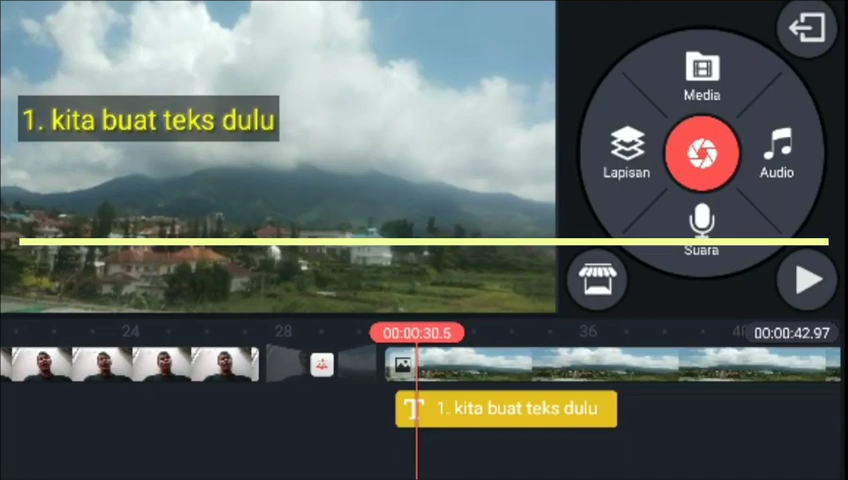 1. kita buat teks dulu
Media
Lapisan
Audio
Suara
24
28
00:00:30.5
36
00:00:42.97
1. kita buat teks dulu